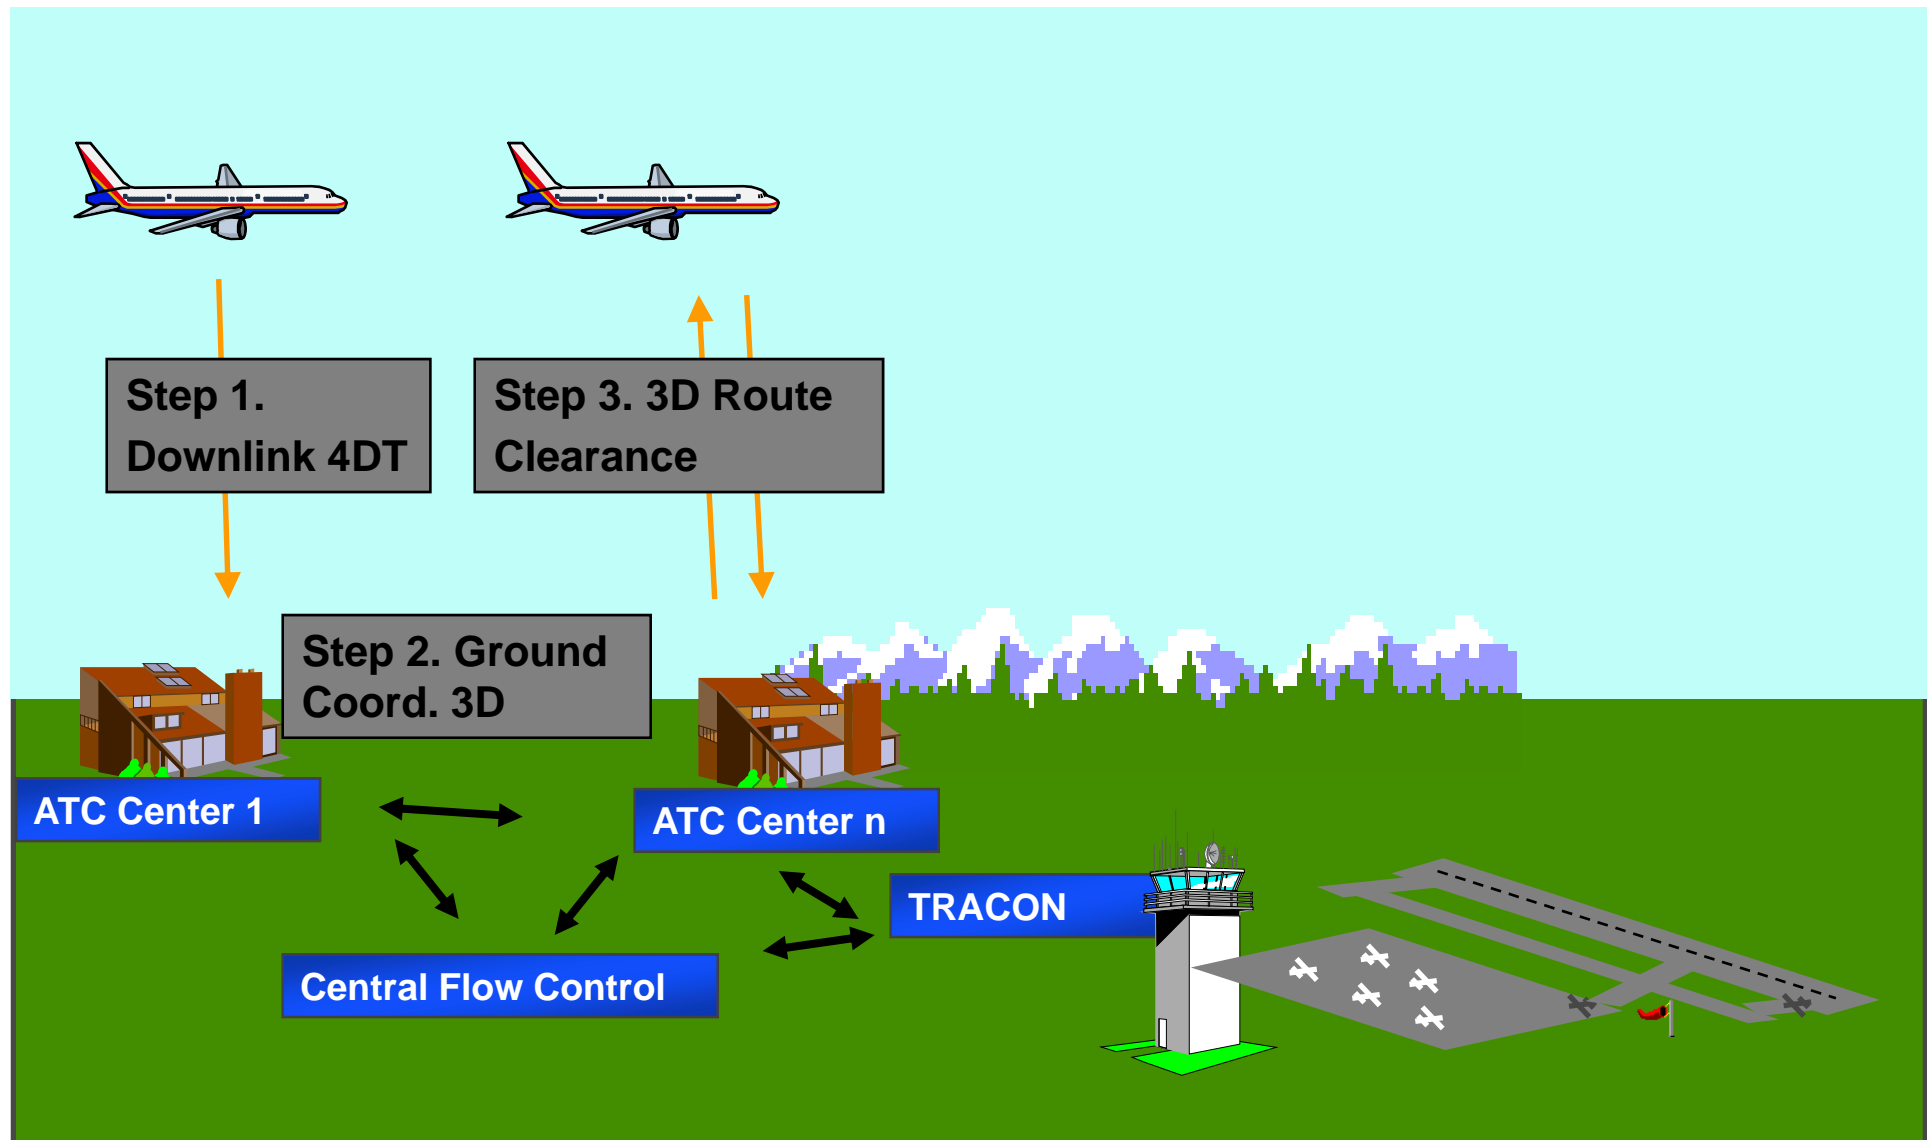 Step 1.
Downlink 4DT
Step 3. 3D Route
Clearance
Step 2. Ground
Coord. 3D
ATC Center 1
ATC Center n
TRACON
Central Flow Control